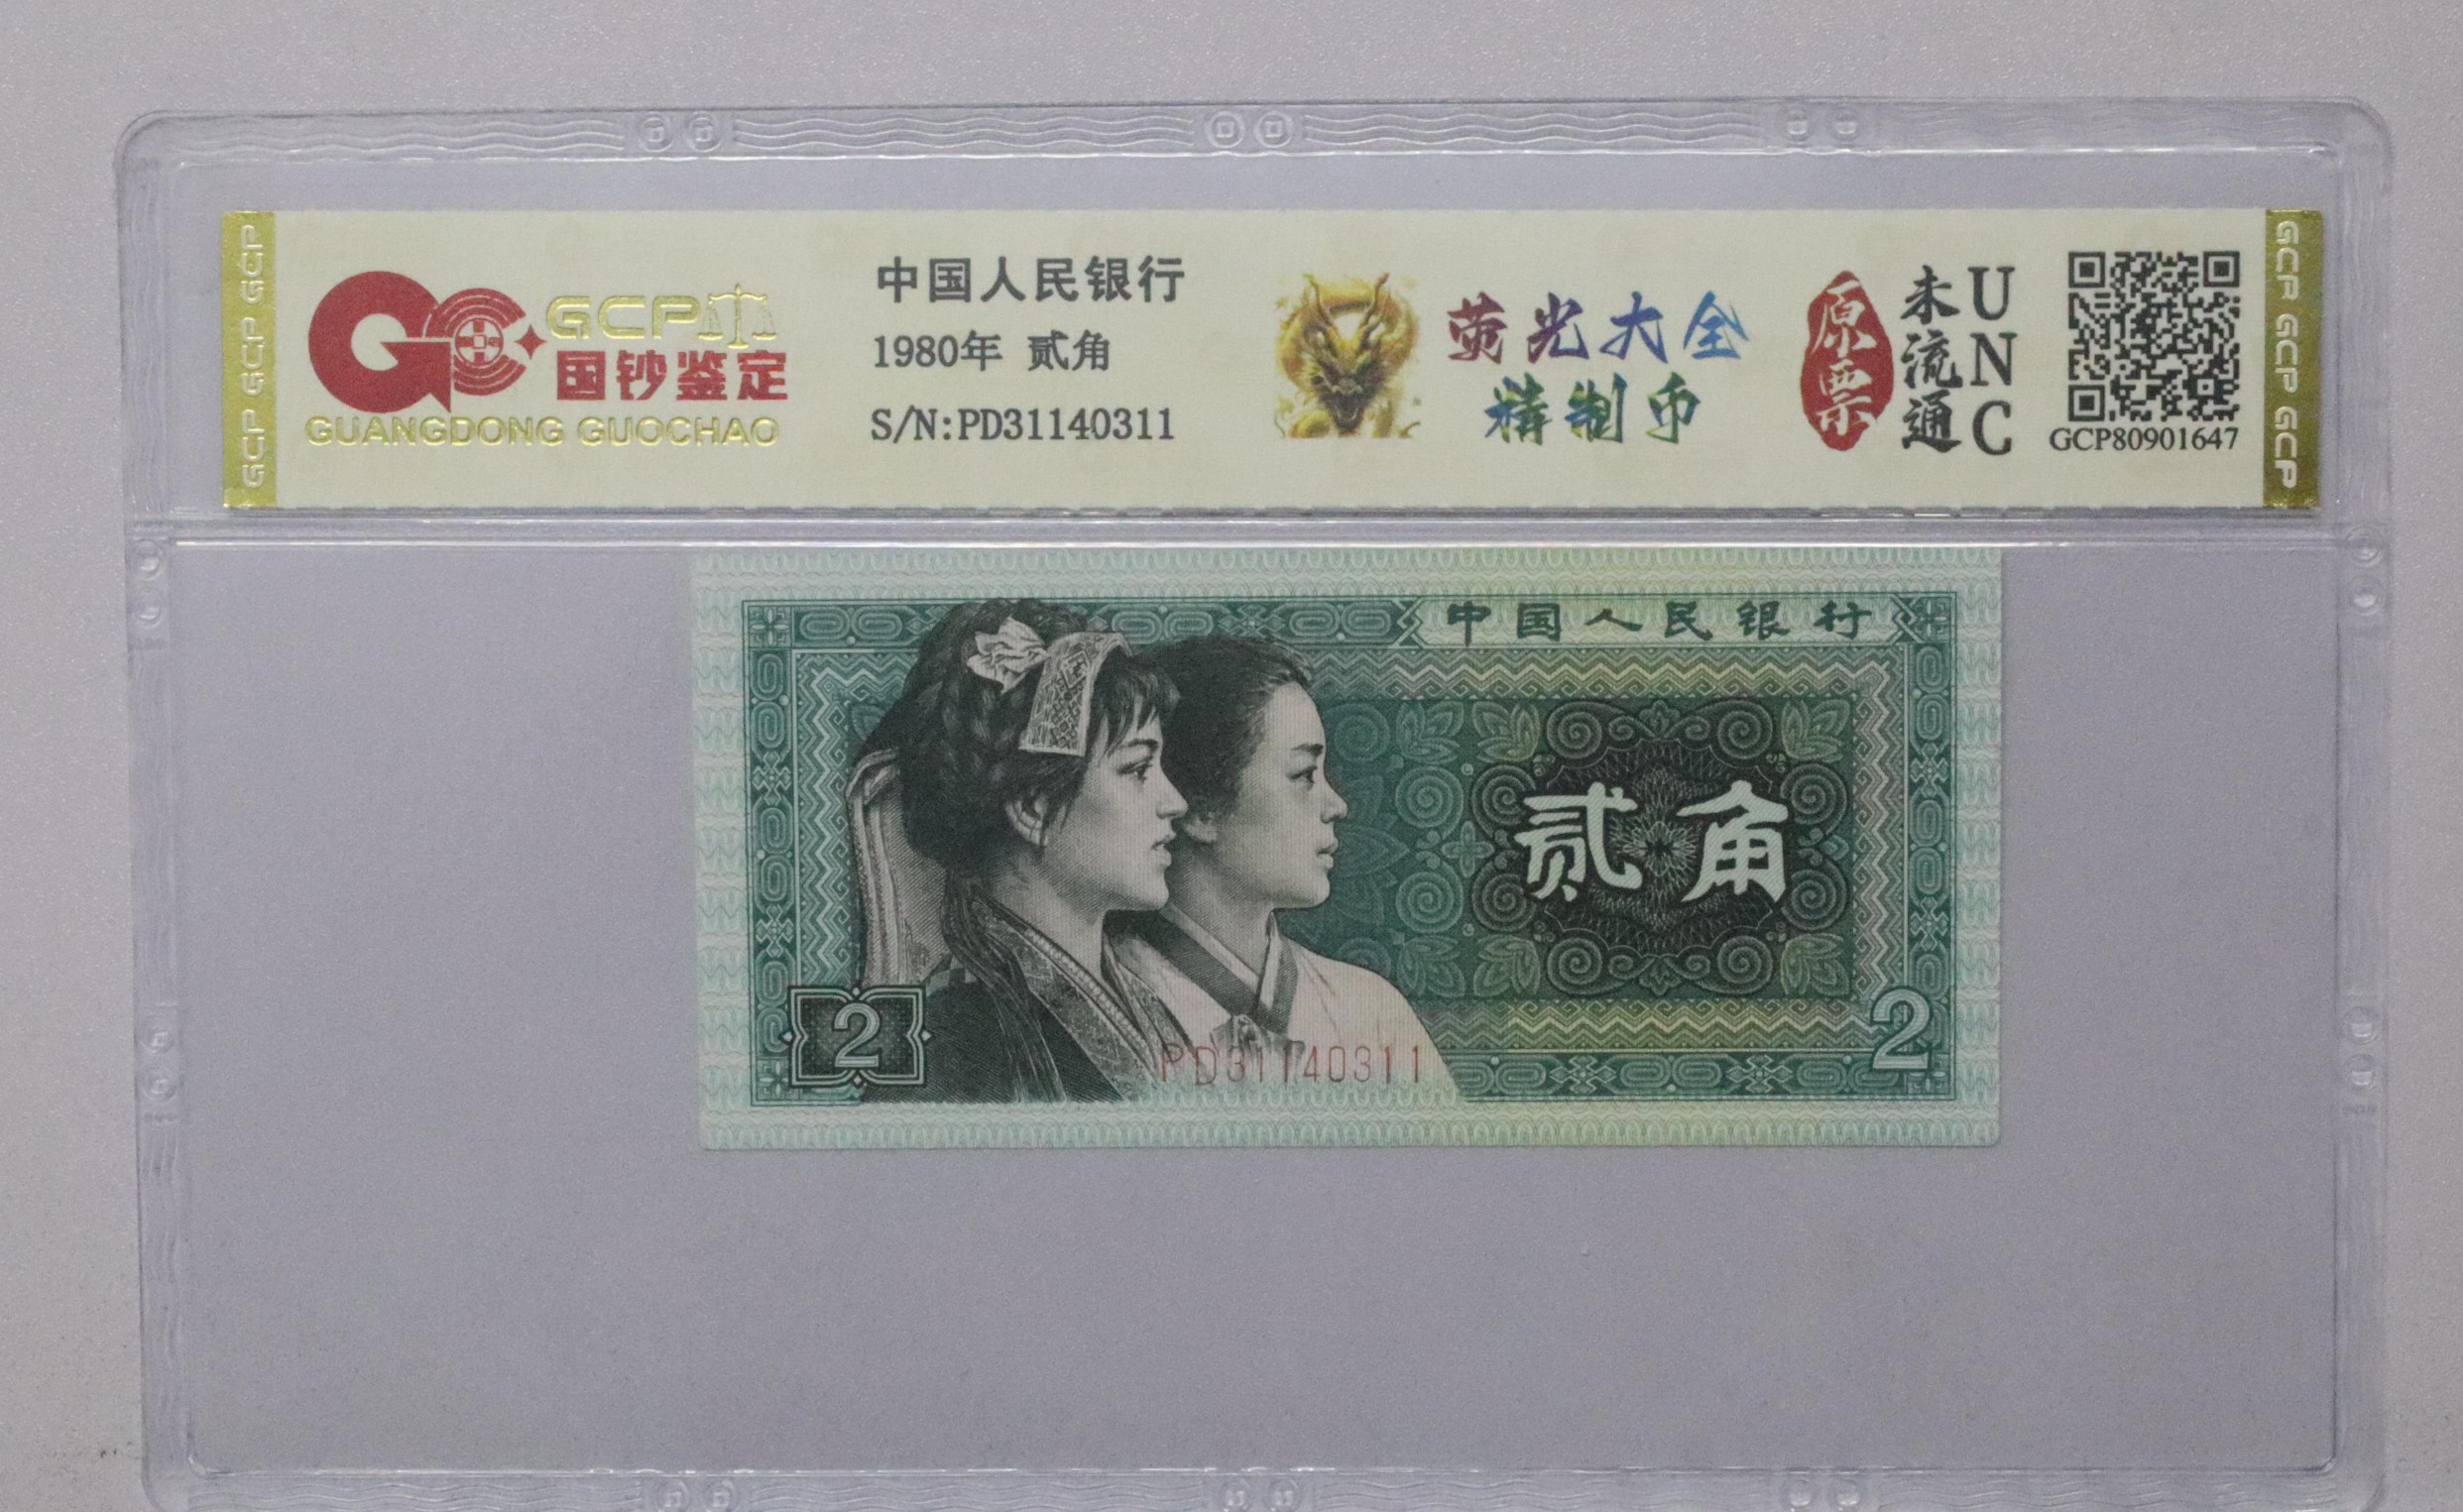 GCP GCP GCP
GCP
国钞鉴定
GUANGDONG GUOCHAO
中国人民银行
1980年 贰角
S/N:PD31140311
荧光大全
精制币
原票
未流通
UNC
GCP80901647
GCP GCP GCP
中国人民银行
贰角
2
2
PD31140311